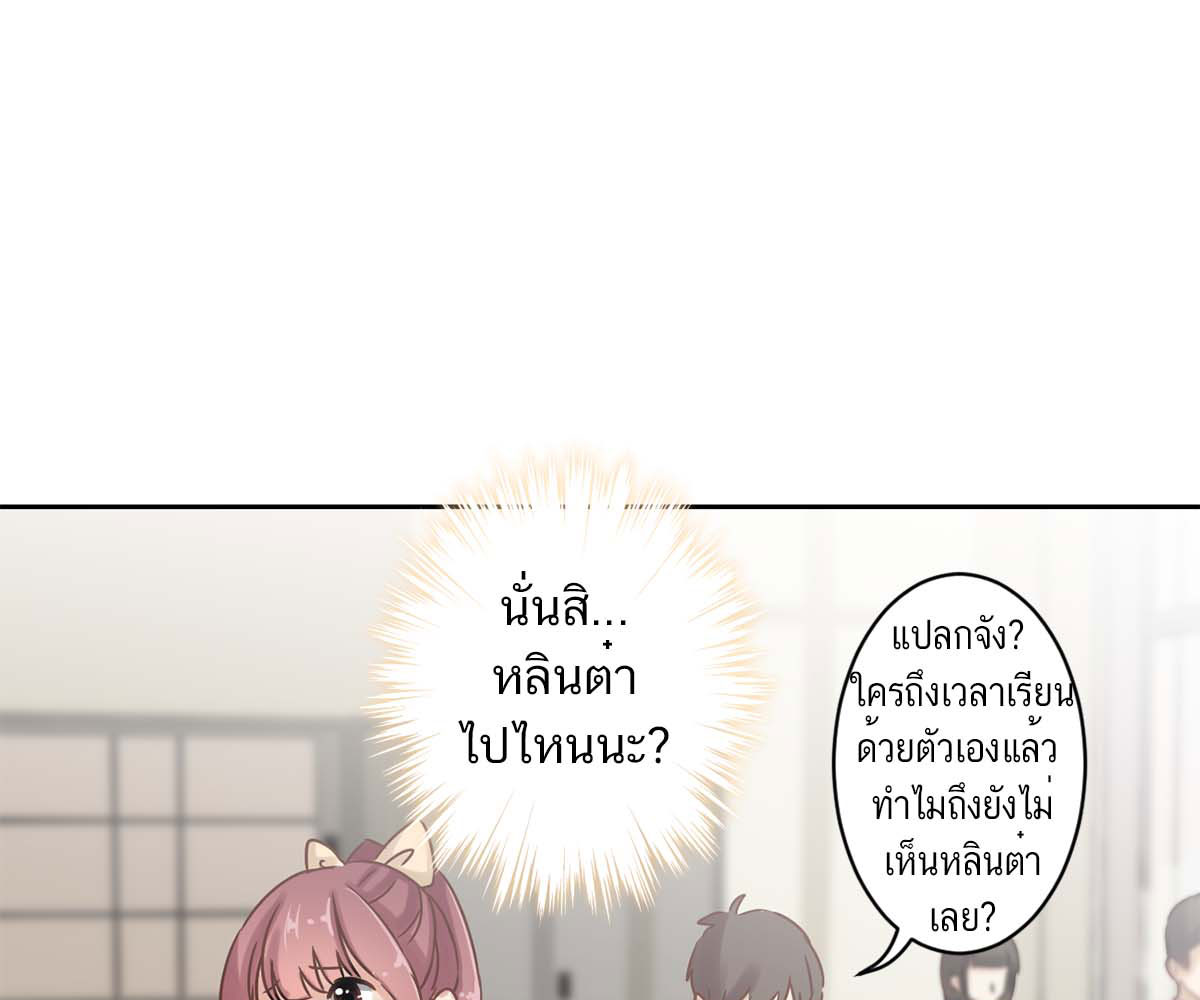 นั่นสิ...
หลินต๋า
ไปไหนนะ?
แปลกจัง?
ใครถึงเวลาเรียน
ด้วยตัวเองแล้ว
ทำไมถึงยังไม่
เห็นหลินต๋า
เลย?